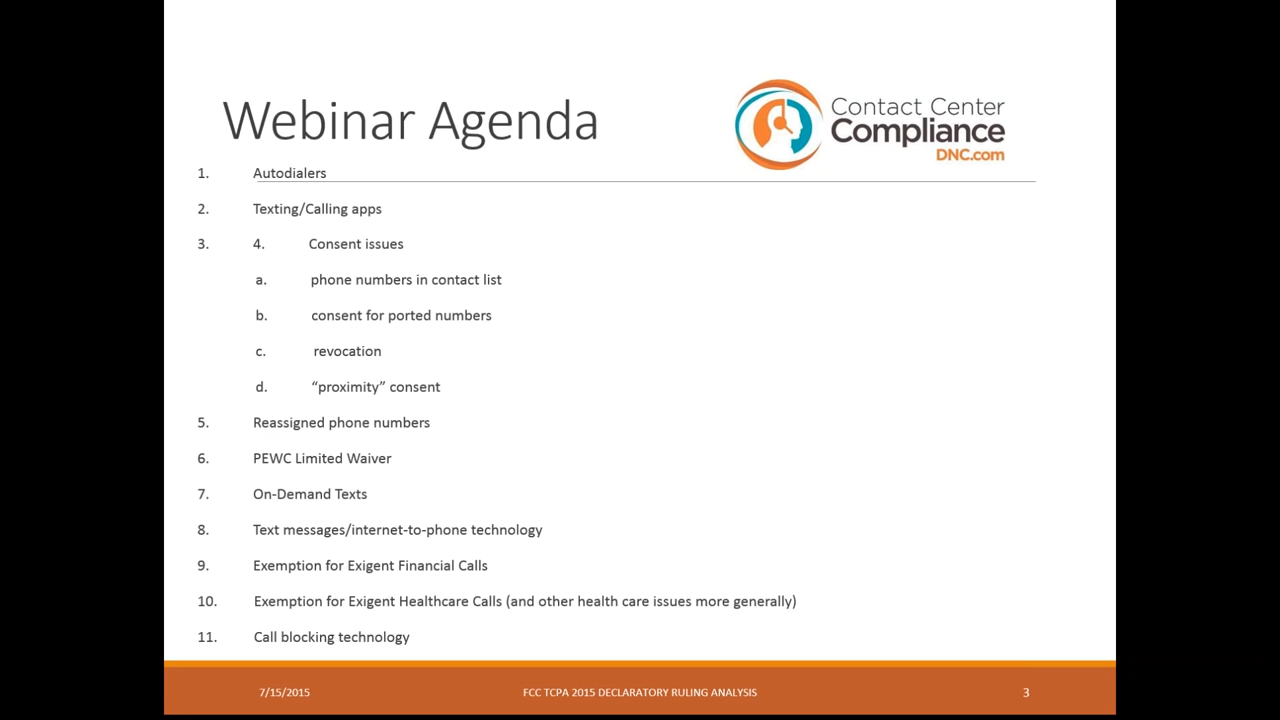 Webinar Agenda
Contact Center
Compliance
DNC.com
1. Autodialers
2. Texting/Calling apps
3. 4. Consent issues
a. phone numbers in contact list
b. consent for ported numbers
c. revocation
d. “proximity” consent
5. Reassigned phone numbers
6. PEWC Limited Waiver
7. On-Demand Texts
8. Text messages/internet-to-phone technology
9. Exemption for Exigent Financial Calls
10. Exemption for Exigent Healthcare Calls (and other health care issues more generally)
11. Call blocking technology
7/15/2015 FCC TCPA 2015 DECLARATORY RULING ANALYSIS 3